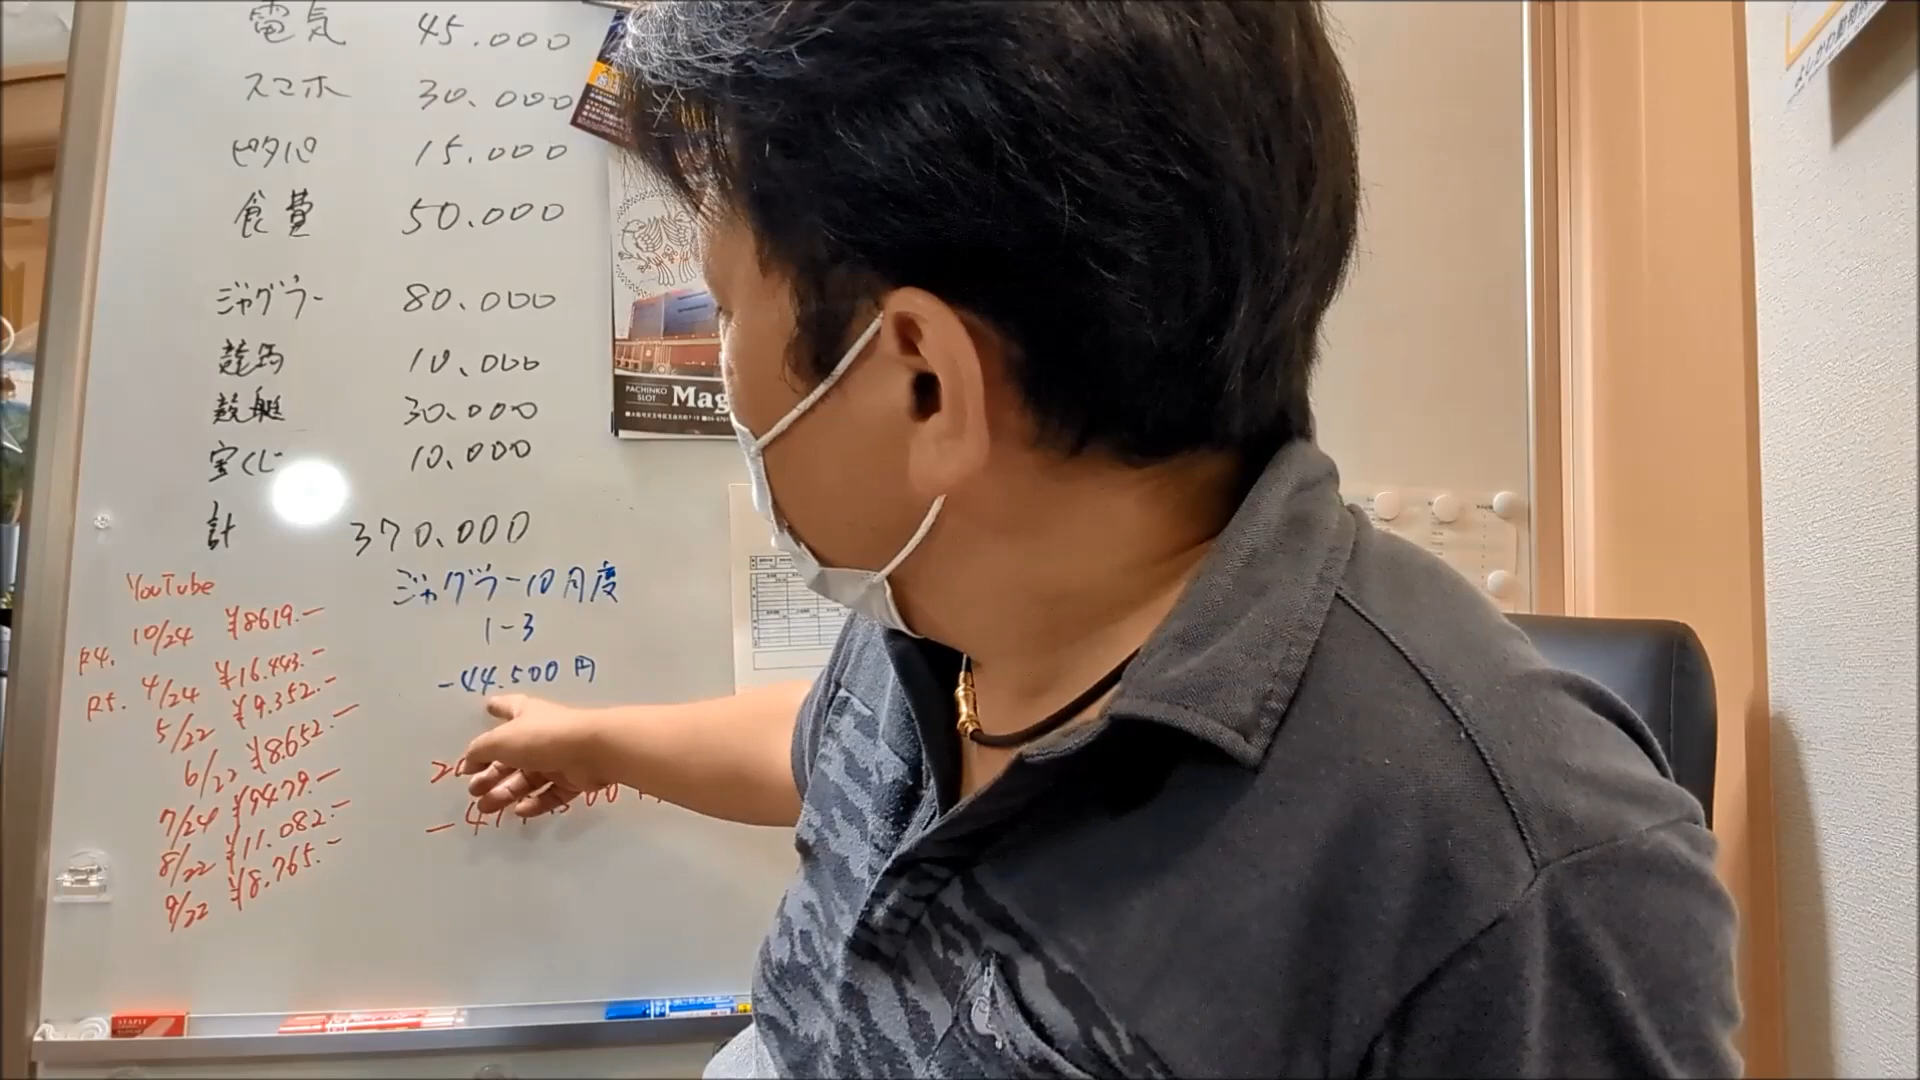 電気 45.000
スマホ 30.000
ピタパ 15.000
食費 50.000
ジャグラー 80.000
競馬 10.000
競艇 30.000
宝くじ 10.000
計 370.000
YouTube
R4. 10/24 ¥8619.-
R5. 4/24 ¥16.443.-
5/22 ¥9.352.-
6/22 ¥8.652.-
7/24 ¥9479.-
8/22 ¥11.082.-
9/22 ¥8.765.-
ジャグラー10月度
1-3
-44.500円
PACHINKO
SLOT
Mag
STAPLE